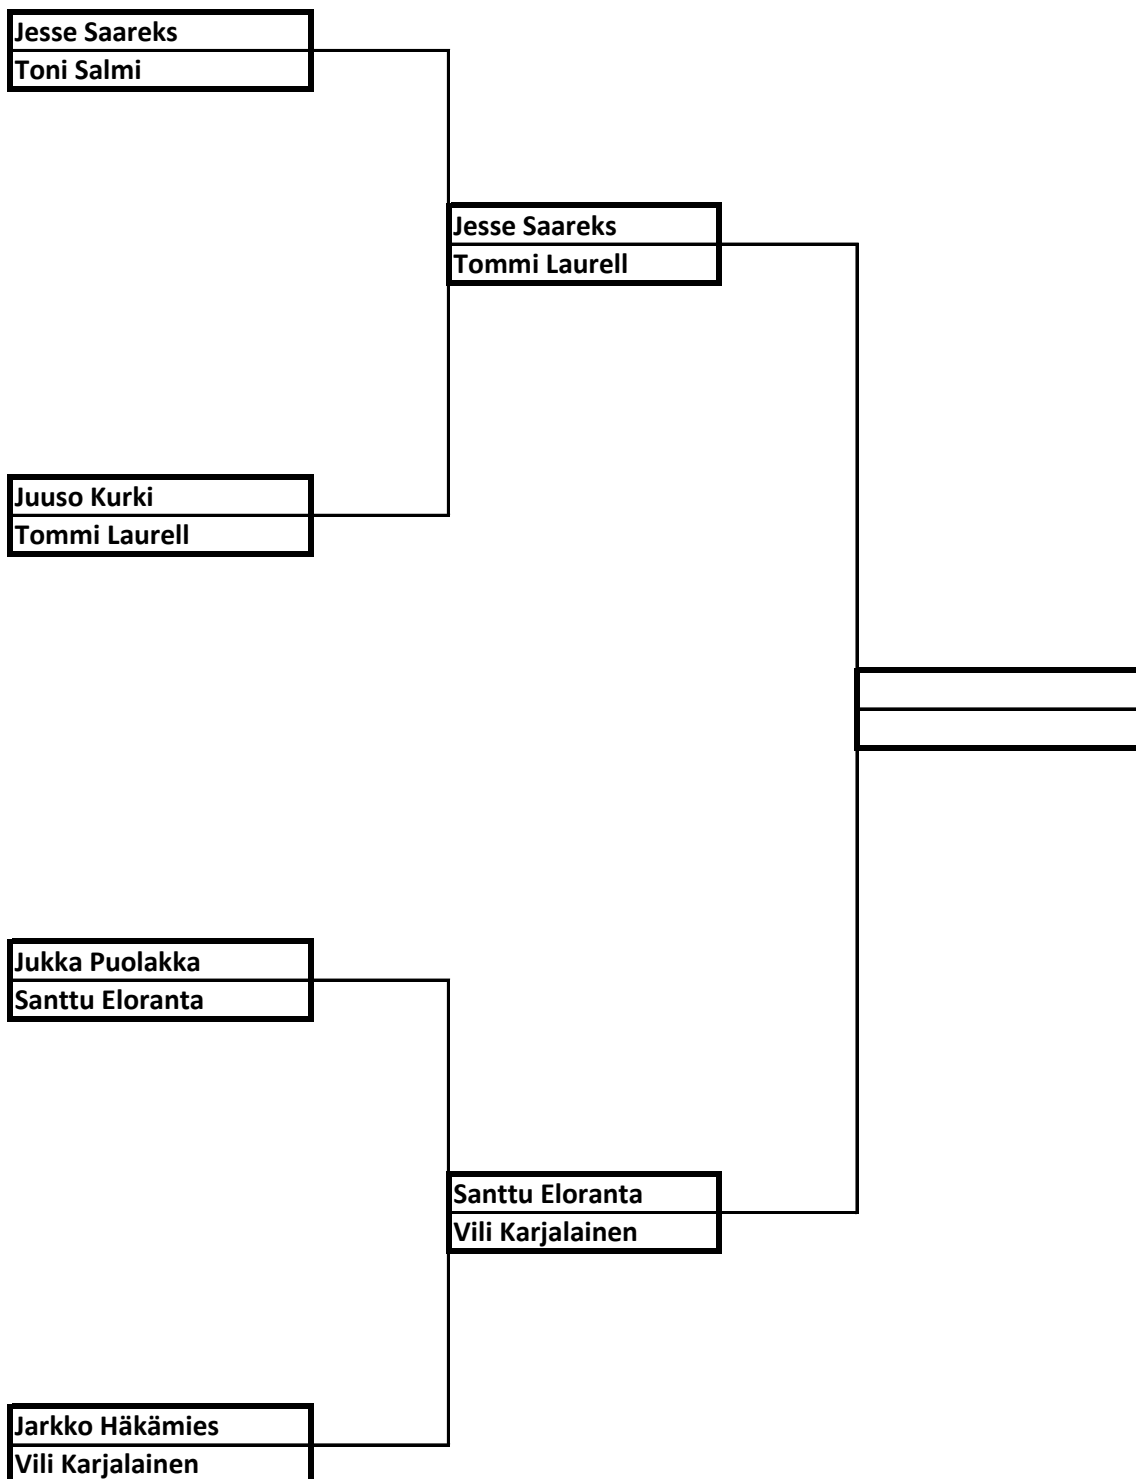 Jesse Saareks
Toni Salmi
Jesse Saareks
Tommi Laurell
Juuso Kurki
Tommi Laurell
Jukka Puolakka
Santtu Eloranta
Santtu Eloranta
Vili Karjalainen
Jarkko Häkämies
Vili Karjalainen